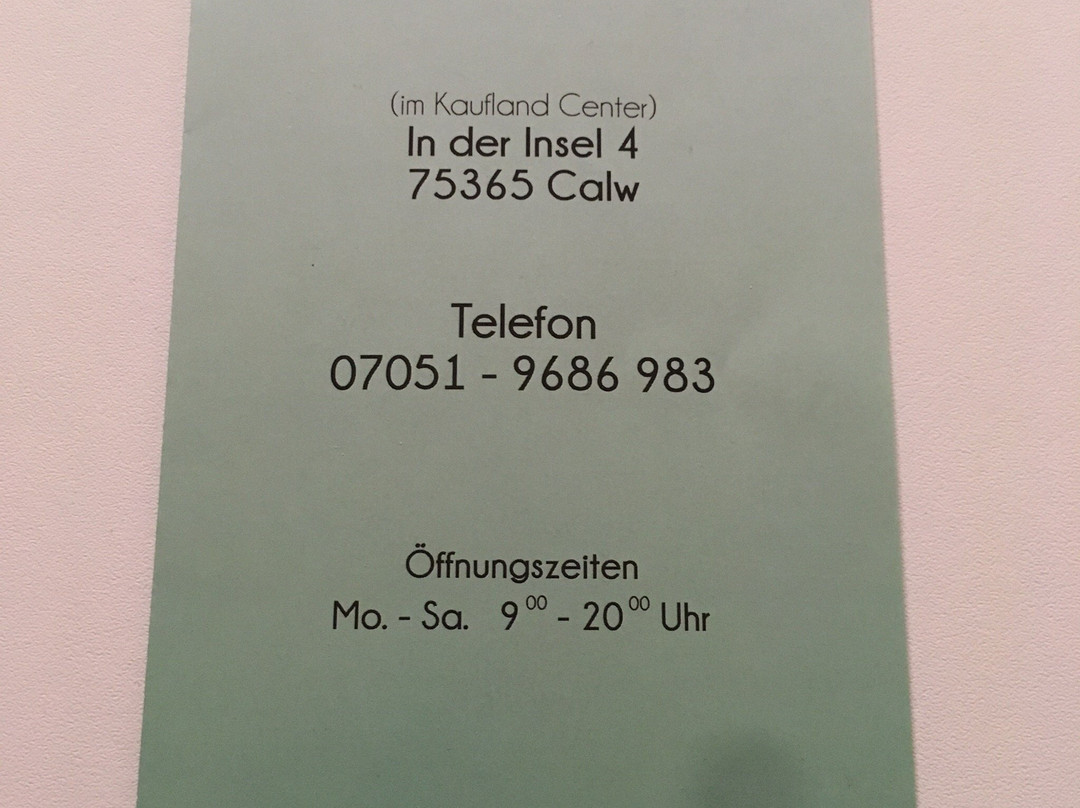 (im Kaufland Center)
In der Insel 4
75365 Calw
Telefon
07051 - 9686 983
Öffnungszeiten
Mo. - Sa. 9⁰⁰ - 20⁰⁰ Uhr